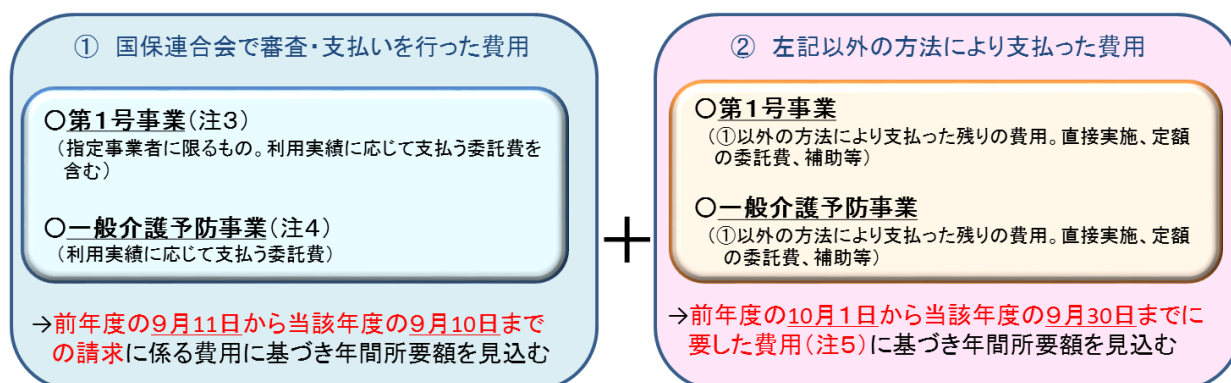 ① 国保連合会で審査・支払いを行った費用
〇第1号事業(注3)
（指定事業者に限るもの。利用実績に応じて支払う委託費を
含む）
〇一般介護予防事業(注4)
（利用実績に応じて支払う委託費）
→前年度の9月11日から当該年度の9月10日まで
の請求に係る費用に基づき年間所要額を見込む
＋
② 左記以外の方法により支払った費用
〇第1号事業
（①以外の方法により支払った残りの費用。直接実施、定額
の委託費、補助等）
〇一般介護予防事業
（①以外の方法により支払った残りの費用。直接実施、定額
の委託費、補助等）
→前年度の10月1日から当該年度の9月30日までに
要した費用(注5)に基づき年間所要額を見込む